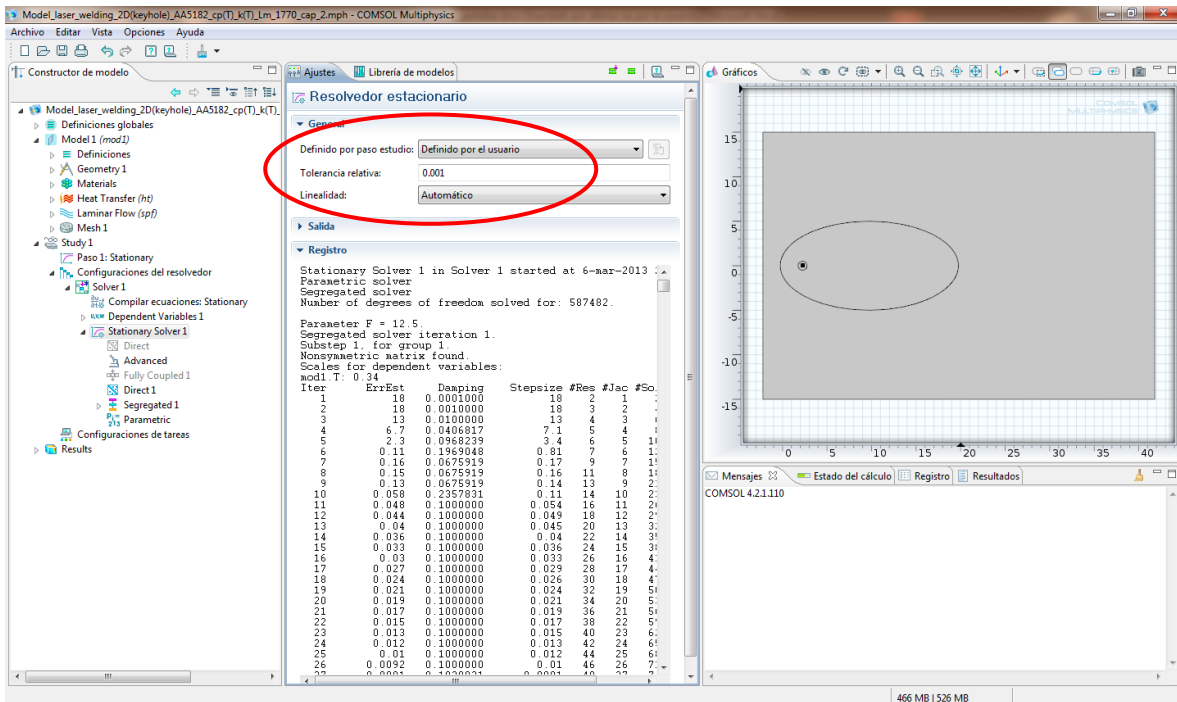 Model_laser_welding_2D(keyhole)_AA5182_cp(T)_k(T)_Lm_1770_cap_2.mph - COMSOL Multiphysics
Archivo Editar Vista Opciones Ayuda
Constructor de modelo
Model_laser_welding_2D(keyhole)_AA5182_cp(T)_k(T)_
Definiciones globales
Model 1 (mod1)
Definiciones
Geometry 1
Materials
Heat Transfer (ht)
Laminar Flow (spf)
Mesh 1
Study 1
Paso 1: Stationary
Configuraciones del resolvedor
Solver 1
Compilar ecuaciones: Stationary
Dependent Variables 1
Stationary Solver 1
Direct
Advanced
Fully Coupled 1
Direct 1
Segregated 1
Parametric
Configuraciones de tareas
Results
Ajustes Librería de modelos
Resolvedor estacionario
General
Definido por paso estudio: Definido por el usuario
Tolerancia relativa: 0.001
Linealidad: Automático
Salida
Registro
Stationary Solver 1 in Solver 1 started at 6-mar-2013
Parametric solver
Segregated solver
Number of degrees of freedom solved for: 587482.
Parameter F = 12.5.
Segregated solver iteration 1.
Substep 1, for group 1.
Nonsymmetric matrix found.
Scales for dependent variables:
mod1.T: 0.34
Iter ErrEst Damping Stepsize #Res #Jac #So
1 18 0.0001000 18 2 1
2 18 0.0010000 18 3 2
3 13 0.0100000 13 4 3
4 6.7 0.0406817 7.1 5 4
5 2.3 0.0968239 3.4 6 5
6 0.11 0.1969048 0.81 7 6
7 0.16 0.0675919 0.17 9 7
8 0.15 0.0675919 0.16 11 8
9 0.13 0.0675919 0.14 13 9
10 0.058 0.2357831 0.11 14 10
11 0.048 0.1000000 0.054 16 11
12 0.044 0.1000000 0.049 18 12
13 0.04 0.1000000 0.045 20 13
14 0.036 0.1000000 0.04 22 14
15 0.033 0.1000000 0.036 24 15
16 0.03 0.1000000 0.033 26 16
17 0.027 0.1000000 0.029 28 17
18 0.024 0.1000000 0.026 30 18
19 0.021 0.1000000 0.024 32 19
20 0.019 0.1000000 0.021 34 20
21 0.017 0.1000000 0.019 36 21
22 0.015 0.1000000 0.017 38 22
23 0.013 0.1000000 0.015 40 23
24 0.012 0.1000000 0.013 42 24
25 0.01 0.1000000 0.012 44 25
26 0.0092 0.1000000 0.01 46 26
Gráficos
COMSOL
MULTIPHYSICS
15
10
5
0
-5
-10
-15
0 5 10 15 20 25 30 35 40
Mensajes Estado del cálculo Registro Resultados
COMSOL 4.2.1.110
466 MB | 526 MB